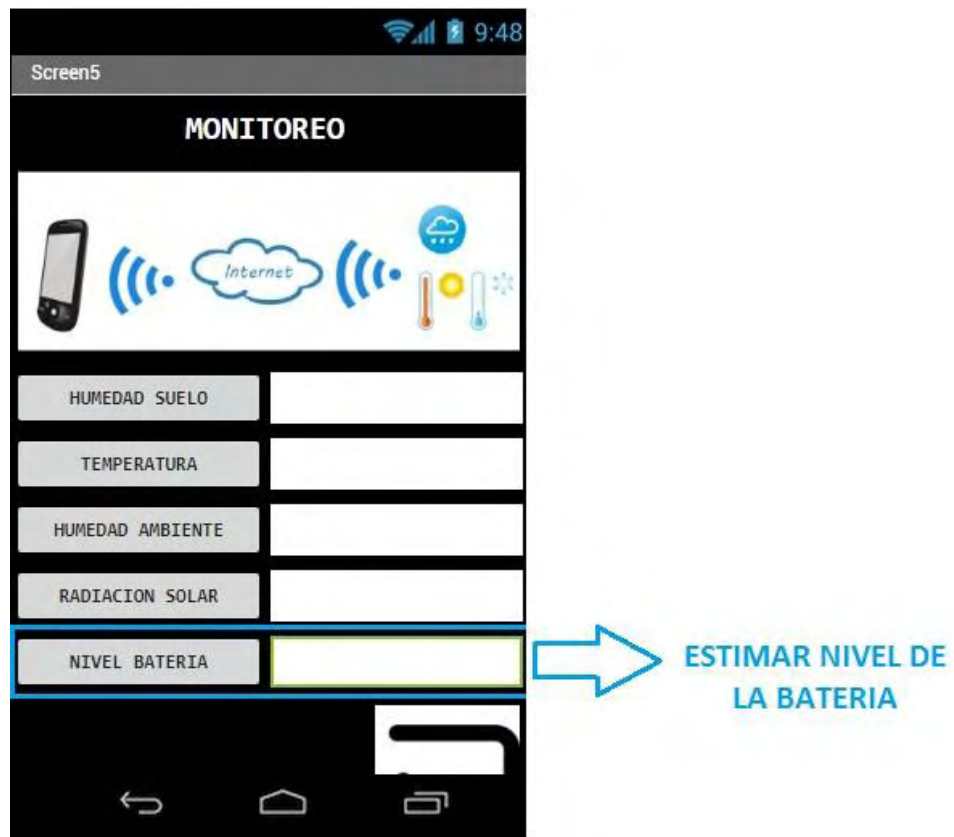 9:48
Screen5
MONITOREO
Internet
HUMEDAD SUELO
TEMPERATURA
HUMEDAD AMBIENTE
RADIACION SOLAR
NIVEL BATERIA
ESTIMAR NIVEL DE
LA BATERIA